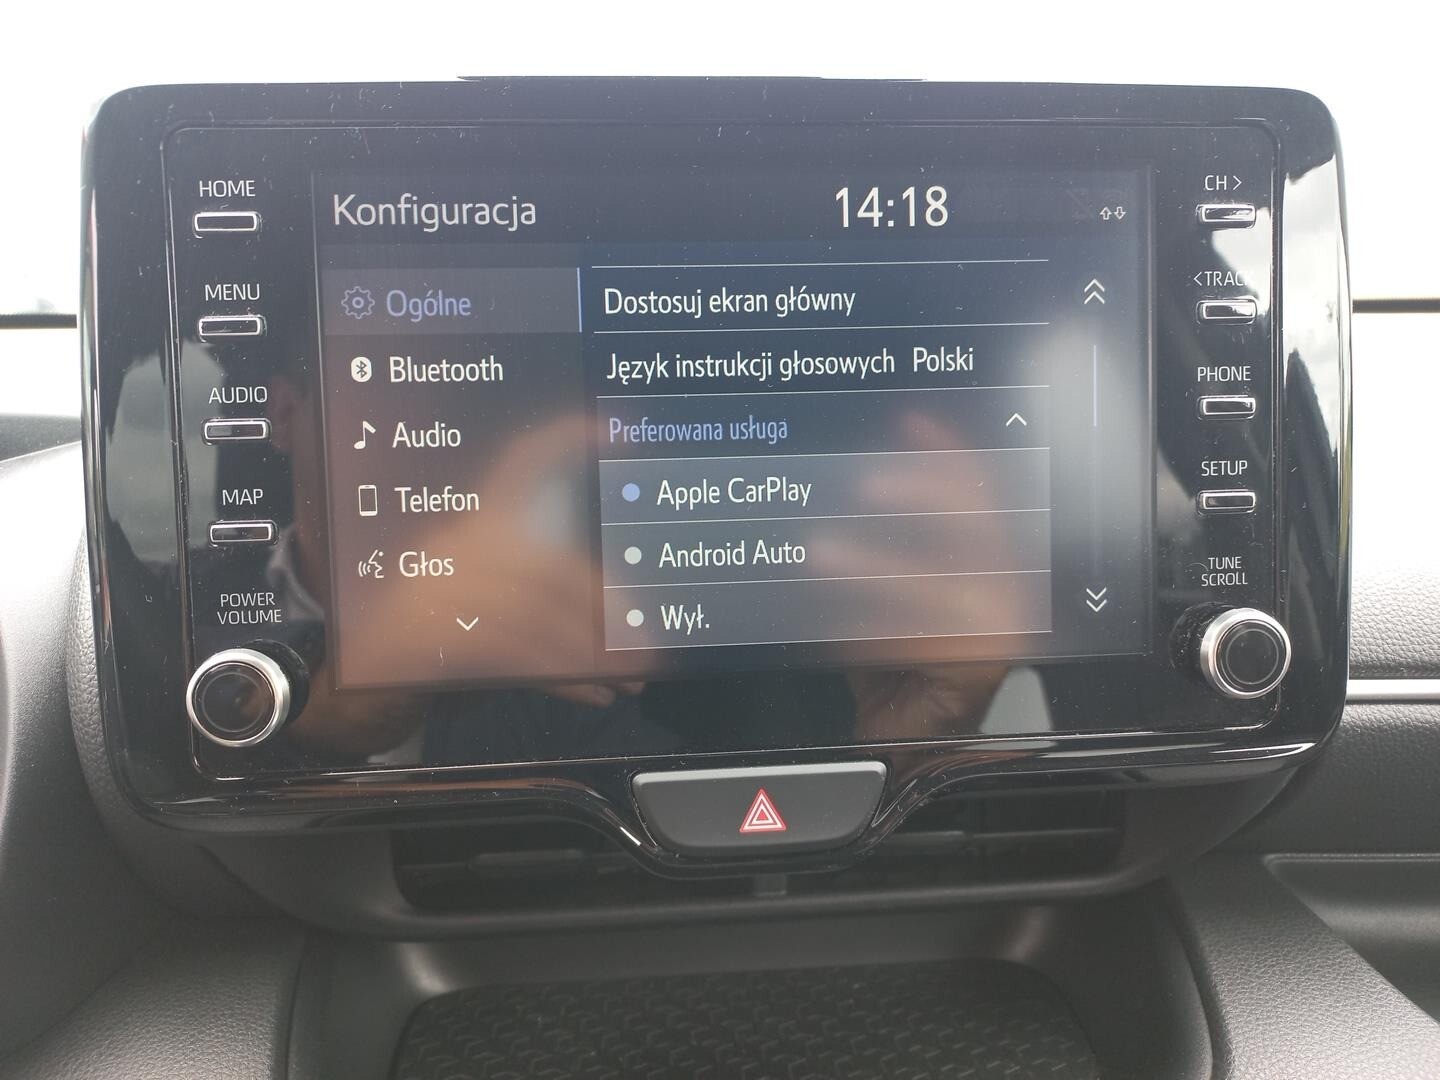 HOME
MENU
AUDIO
MAP
POWER
VOLUME
Konfiguracja
14:18
Ogólne
Bluetooth
Audio
Telefon
Głos
Dostosuj ekran główny
Język instrukcji głosowych Polski
Preferowana usługa
Apple CarPlay
Android Auto
Wył.
CH >
< TRACK
PHONE
SETUP
TUNE
SCROLL